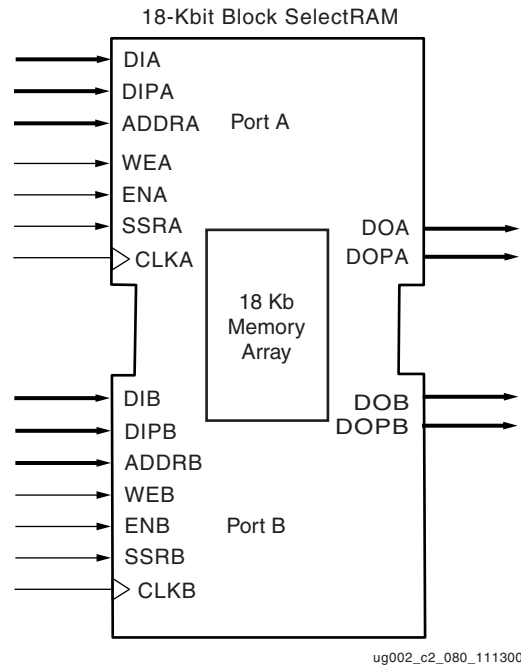 18-Kbit Block SelectRAM
DIA
DIPA
ADDRA
Port A
WEA
ENA
SSRA
CLKA
DOA
DOPA
18 Kb
Memory
Array
DIB
DIPB
ADDRB
WEB
ENB
Port B
SSRB
CLKB
DOB
DOPB
ug002_c2_080_111300